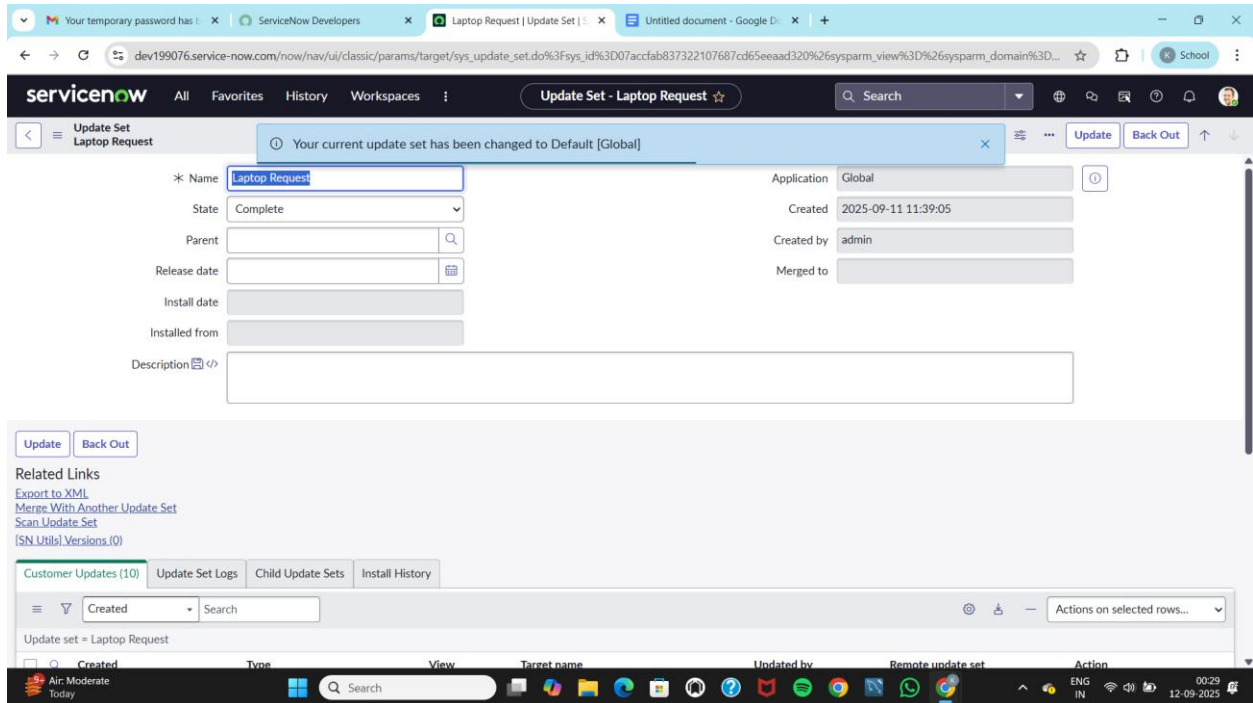 Your temporary password has b
ServiceNow Developers
Laptop Request | Update Set | S
Untitled document - Google D
dev199076.service-now.com/now/nav/ui/classic/params/target/sys_update_set.do%3Fsys_id%3D07accfab837322107687cd65eeaad320%26sysparm_view%3D%26sysparm_domain%3D...
K School
servicenow All Favorites History Workspaces Update Set - Laptop Request Search
Update Set
Laptop Request
Your current update set has been changed to Default [Global]
Update Back Out
Name Laptop Request Application Global
State Complete Created 2025-09-11 11:39:05
Parent Created by admin
Release date Merged to
Install date
Installed from
Description
Update Back Out
Related Links
Export to XML
Merge With Another Update Set
Scan Update Set
[SN Utils] Versions (0)
Customer Updates (10) Update Set Logs Child Update Sets Install History
Created Search Actions on selected rows...
Update set = Laptop Request
Created Type View Target name Updated by Remote update set Action
9+ Air: Moderate
Today
Search
ENG
IN
00:29
12-09-2025